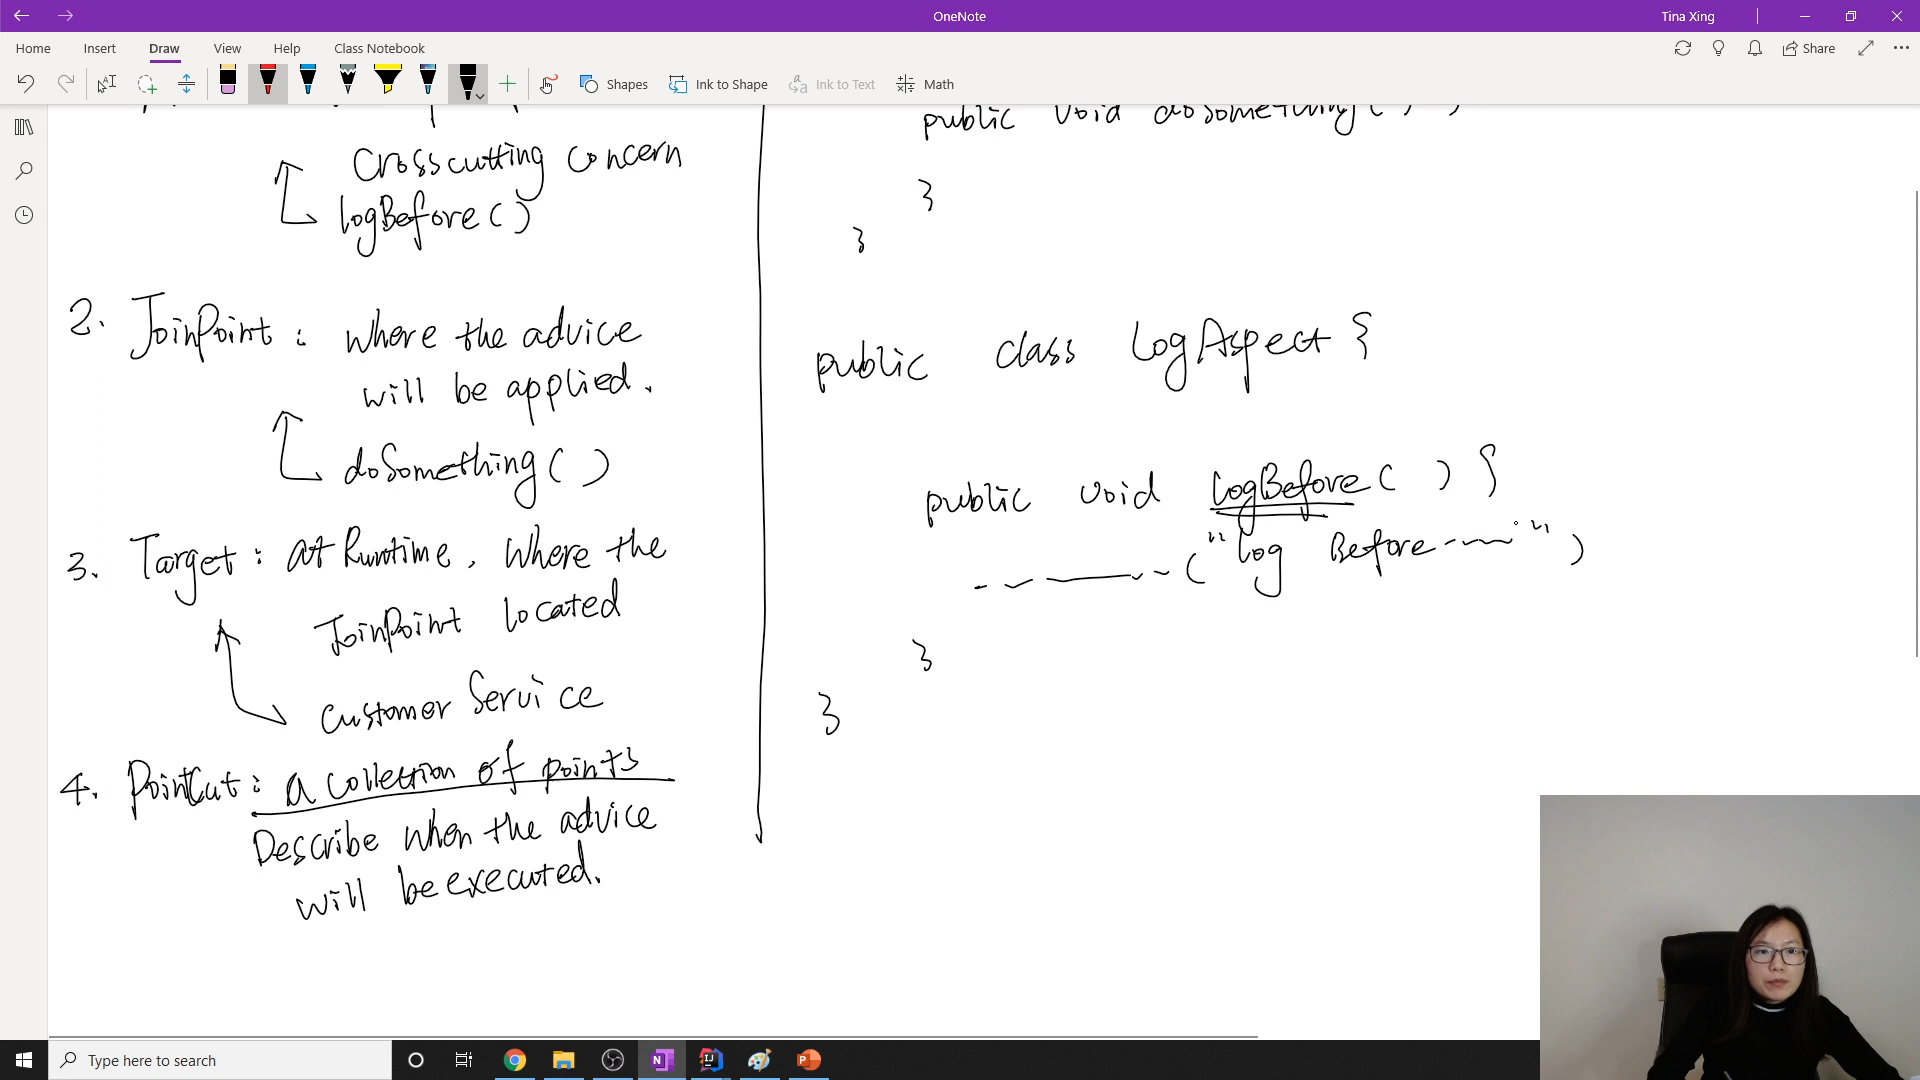 OneNote
Tina Xing
Home
Insert
Draw
View
Help
Class Notebook
Share
Shapes
Ink to Shape
Ink to Text
Math
Crosscutting concern
logBefore()
2. JoinPoint: where the advice
will be applied.
doSomething( )
3. Target: at Runtime, where the
JoinPoint located
Customer Service
4. PointCut: a collection of points
Describe when the advice
will be executed.
public void doSomething( ) }
}
}
public class LogAspect {
public void logBefore( ) {
("log Before-----")
}
}
Type here to search